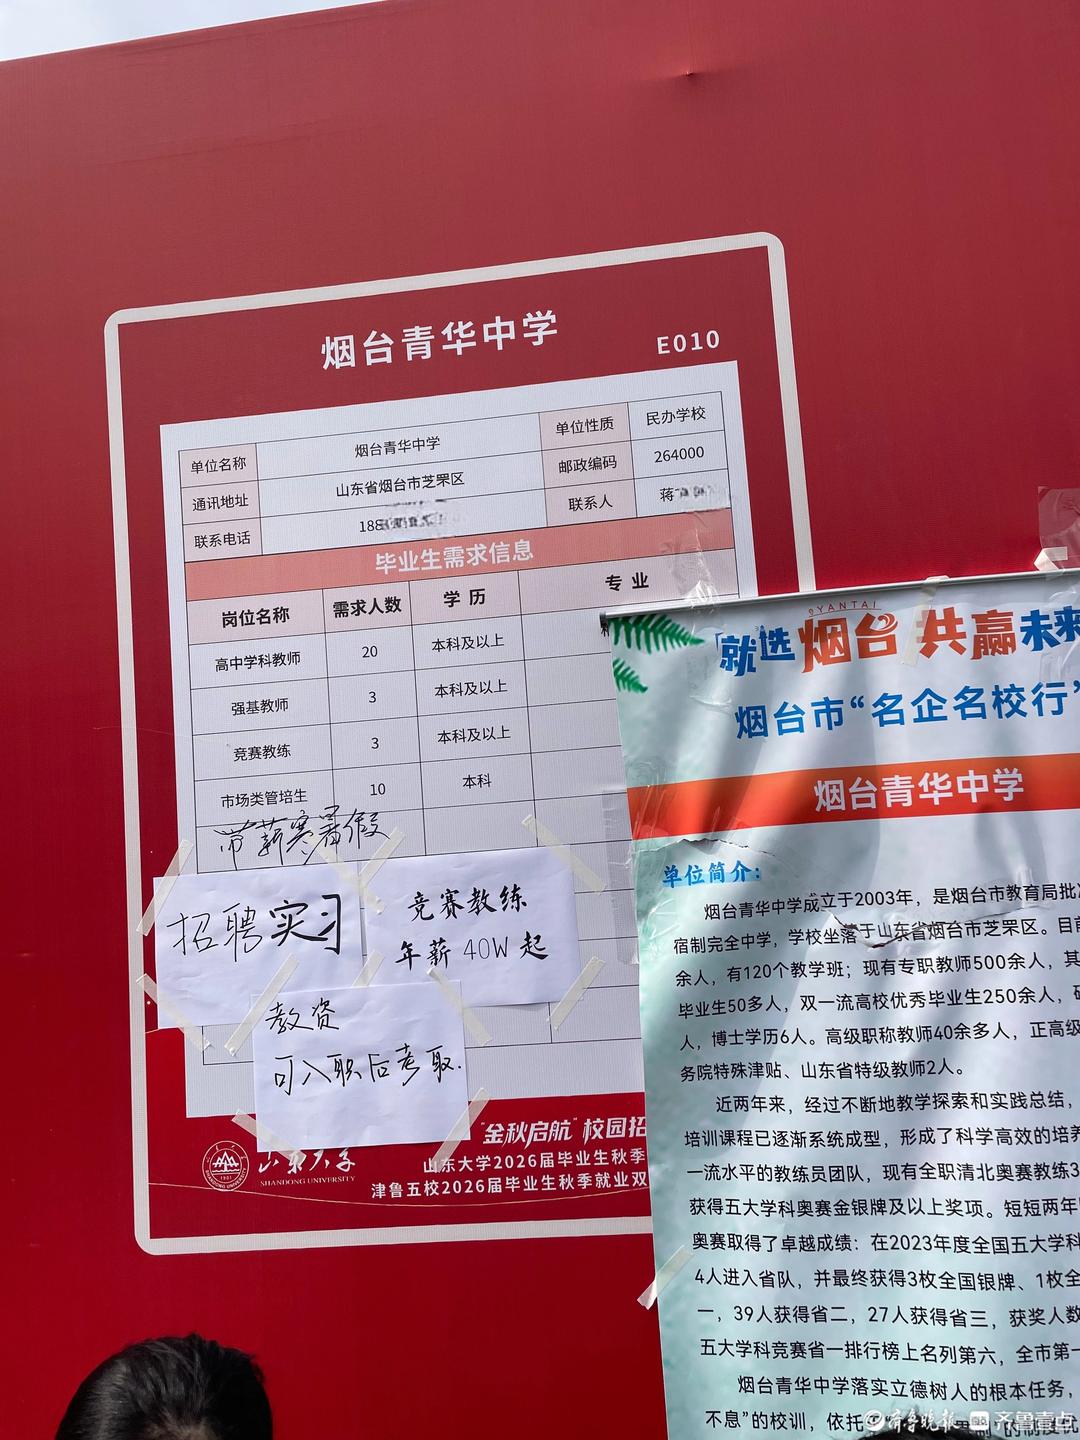 烟台青华中学
E010
单位名称 烟台青华中学 单位性质 民办学校
通讯地址 山东省烟台市芝罘区 邮政编码 264000
联系电话 188 联系人 蒋
毕业生需求信息
岗位名称 需求人数 学 历 专 业
高中学科教师 20 本科及以上
强基教师 3 本科及以上
竞赛教练 3 本科及以上
市场类管培生 10 本科
带薪寒暑假
招聘实习
竞赛教练
年薪40W起
教资
可入职后考取.
"金秋启航"校园招
山东大学
SHANDONG UNIVERSITY
1901
山东大学2026届毕业生秋季
津鲁五校2026届毕业生秋季就业双
YANTAI
「就选烟台 共赢未来
烟台市“名企名校行”
烟台青华中学
单位简介：
烟台青华中学成立于2003年，是烟台市教育局批
宿制完全中学，学校坐落于山东省烟台市芝罘区。目前
余人，有120个教学班；现有专职教师500余人，其
毕业生50多人，双一流高校优秀毕业生250余人，
人，博士学历6人。高级职称教师40余多人，正高级
务院特殊津贴、山东省特级教师2人。
近两年来，经过不断地教学探索和实践总结，
培训课程已逐渐系统成型，形成了科学高效的培养
一流水平的教练员团队，现有全职清北奥赛教练3
获得五大学科奥赛金银牌及以上奖项。短短两年
奥赛取得了卓越成绩：在2023年度全国五大学科
4人进入省队，并最终获得3枚全国银牌、1枚全
一，39人获得省二，27人获得省三，获奖人数
五大学科竞赛省一排行榜上名列第六，全市第一
烟台青华中学落实立德树人的根本任务，
不息”的校训，依托
齐鲁晚报 齐鲁壹点